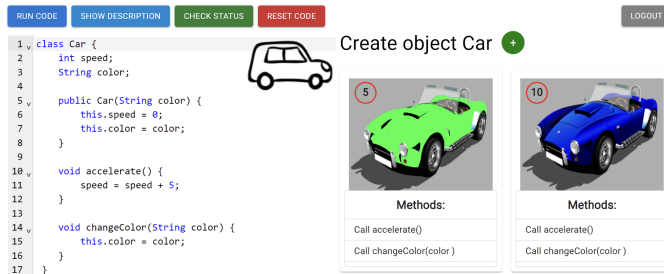 RUN CODE SHOW DESCRIPTION CHECK STATUS RESET CODE LOGOUT
1 class Car {
2 int speed;
3 String color;
4
5 public Car(String color) {
6 this.speed = 0;
7 this.color = color;
8 }
9
10 void accelerate() {
11 speed = speed + 5;
12 }
13
14 void changeColor(String color) {
15 this.color = color;
16 }
17 }
Create object Car +
5
Methods:
Call accelerate()
Call changeColor(color )
10
Methods:
Call accelerate()
Call changeColor(color )